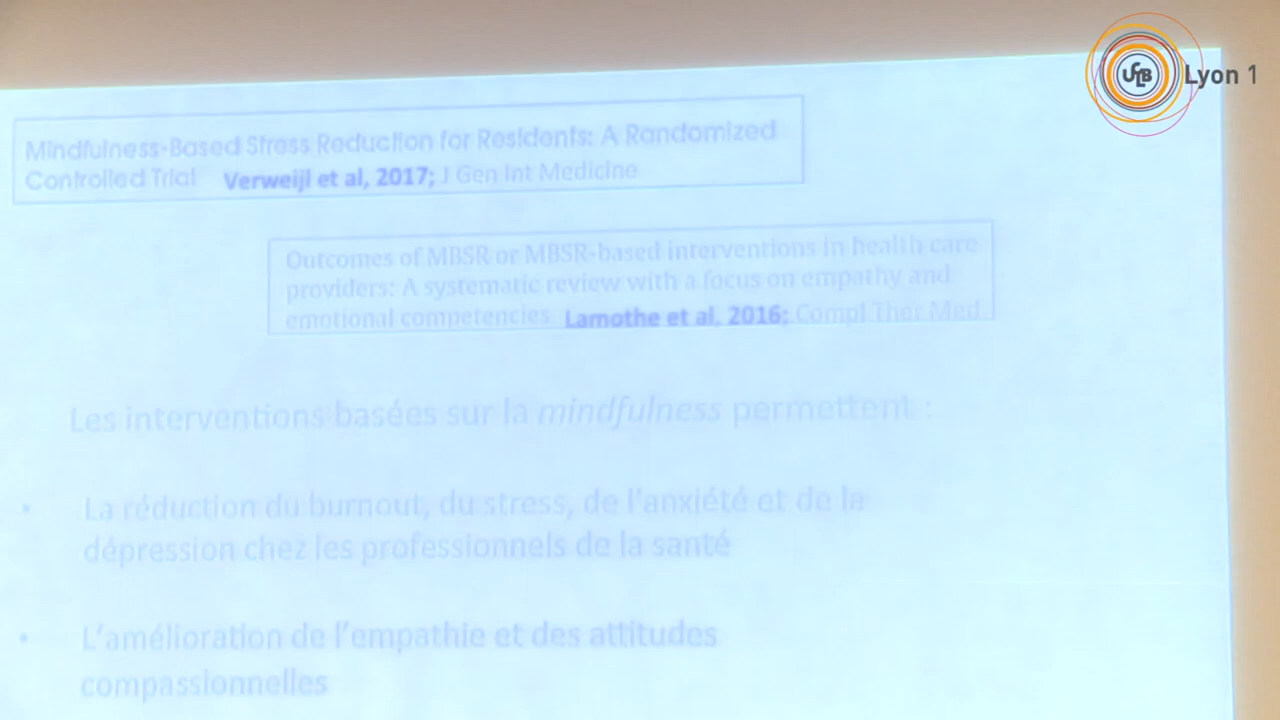 UCLB Lyon 1
Mindfulness-Based Stress Reduction for Residents: A Randomized
Controlled Trial Verweijl et al, 2017; J Gen Int Medicine
Outcomes of MBSR or MBSR-based interventions in health care
providers: A systematic review with a focus on empathy and
emotional competencies Lamothe et al, 2016; Compl Ther Med
Les interventions basées sur la mindfulness permettent :
• La réduction du burnout, du stress, de l'anxiété et de la
dépression chez les professionnels de la santé
• L'amélioration de l'empathie et des attitudes
compassionnelles